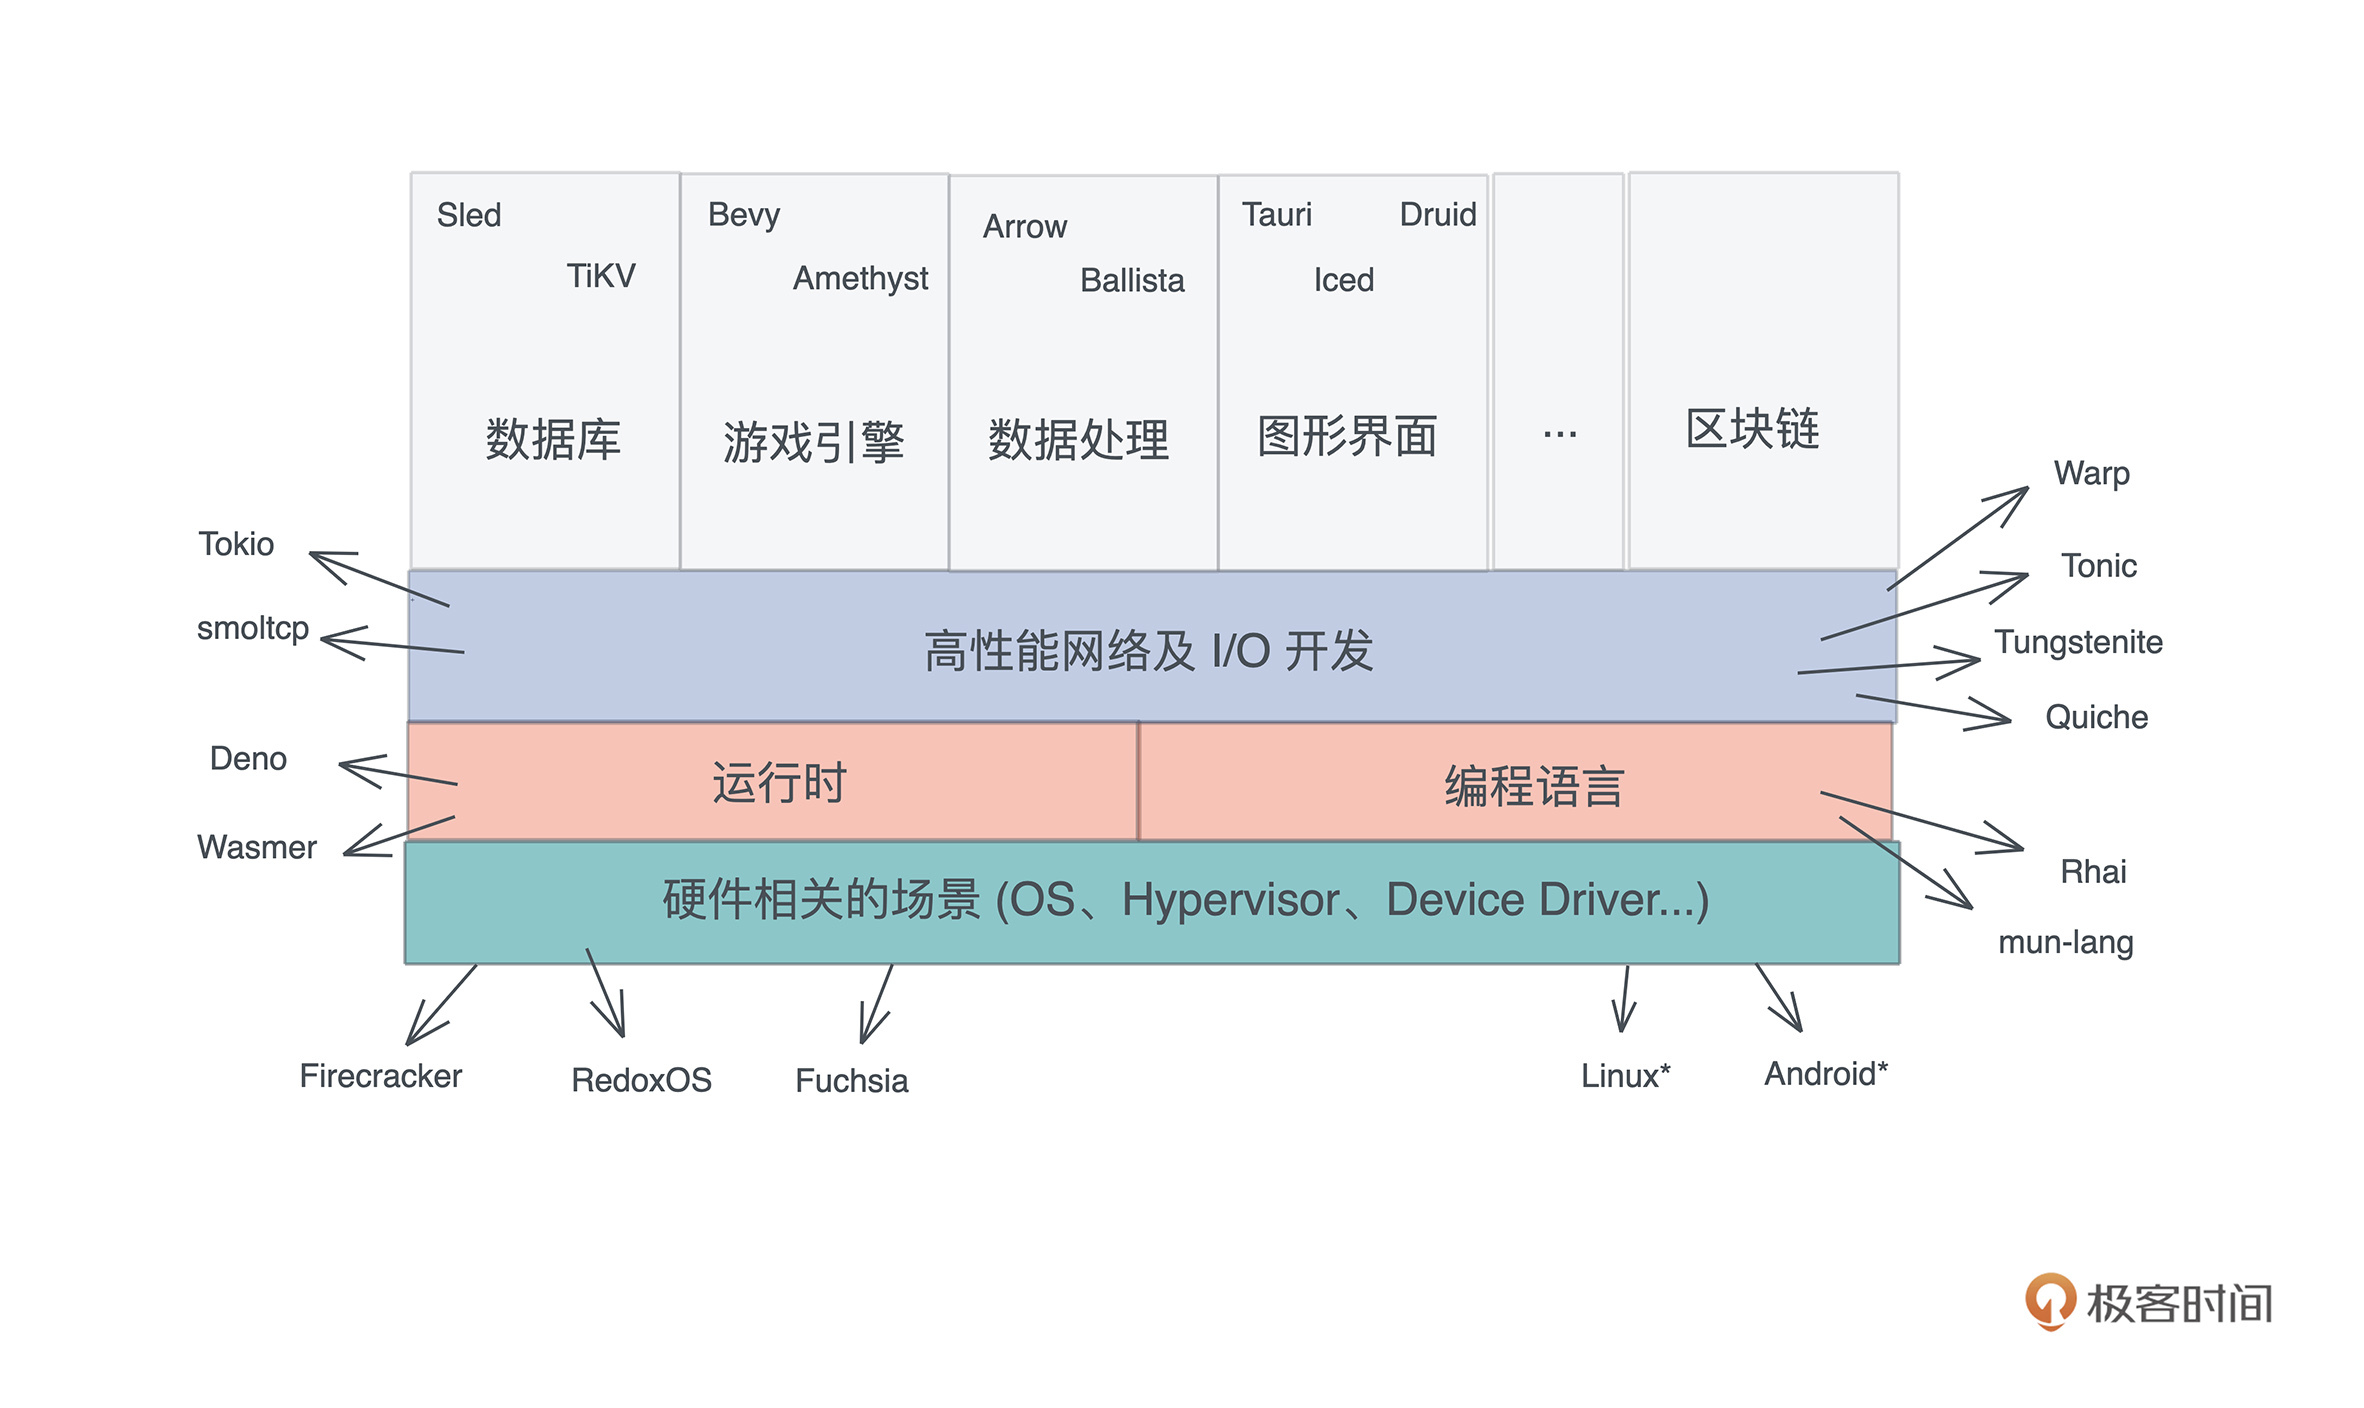 Sled
TiKV
数据库
Bevy
Amethyst
游戏引擎
Arrow
Ballista
数据处理
Tauri
Druid
Iced
图形界面
...
区块链
Tokio
smoltcp
高性能网络及 I/O 开发
Warp
Tonic
Tungstenite
Quiche
Deno
Wasmer
运行时
编程语言
Rhai
mun-lang
硬件相关的场景 (OS、Hypervisor、Device Driver...)
Firecracker
RedoxOS
Fuchsia
Linux*
Android*
极客时间